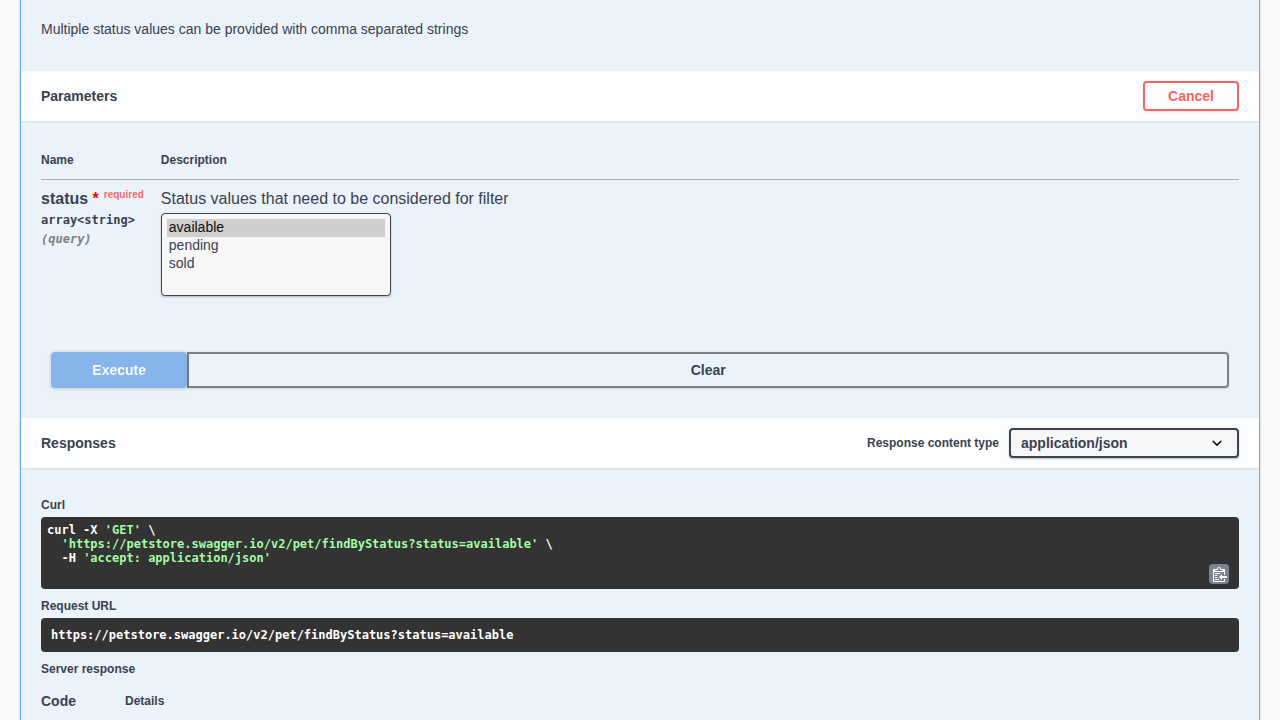 Multiple status values can be provided with comma separated strings
Parameters
Cancel
Name Description
status * required
array<string>
(query)
Status values that need to be considered for filter
available
pending
sold
Execute
Clear
Responses
Response content type
application/json
Curl
curl -X 'GET' \
  'https://petstore.swagger.io/v2/pet/findByStatus?status=available' \
  -H 'accept: application/json'
Request URL
https://petstore.swagger.io/v2/pet/findByStatus?status=available
Server response
Code Details